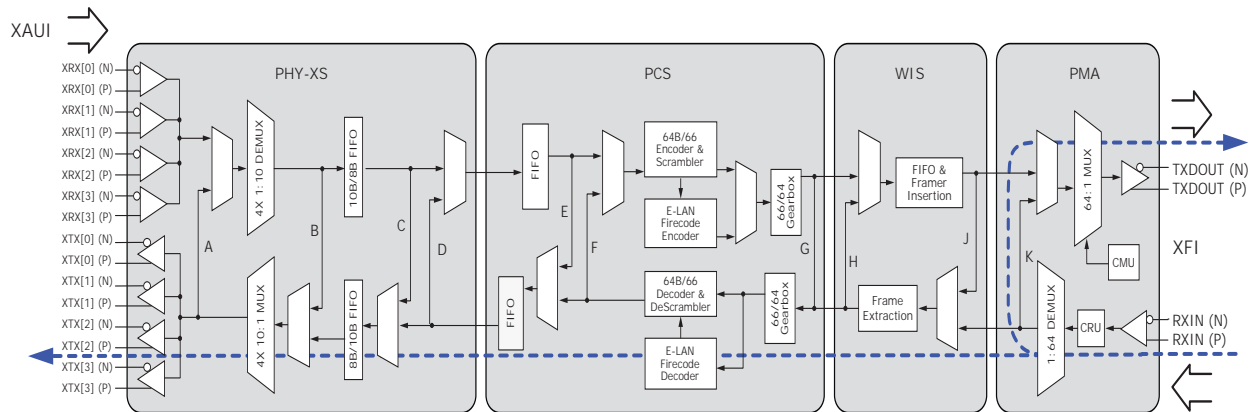 XAUI
PHY-XS
PCS
WIS
PMA
XRX[0] (N)
XRX[0] (P)
XRX[1] (N)
XRX[1] (P)
XRX[2] (N)
XRX[2] (P)
XRX[3] (N)
XRX[3] (P)
XTX[0] (N)
XTX[0] (P)
XTX[1] (N)
XTX[1] (P)
XTX[2] (N)
XTX[2] (P)
XTX[3] (N)
XTX[3] (P)
A
4X 1:10 DEMUX
4X 10:1 MUX
B
10B/8B FIFO
8B/10B FIFO
C
D
FIFO
FIFO
E
F
64B/66
Encoder &
Scrambler
E-LAN
Firecode
Encoder
64B/66
Decoder &
DeScrambler
E-LAN
Firecode
Decoder
66/64
Gearbox
66/64
Gearbox
G
H
FIFO &
Framer
Insertion
Frame
Extraction
J
K
64:1 MUX
1:64 DEMUX
CMU
CRU
TXDOUT (N)
TXDOUT (P)
XFI
RXIN (N)
RXIN (P)